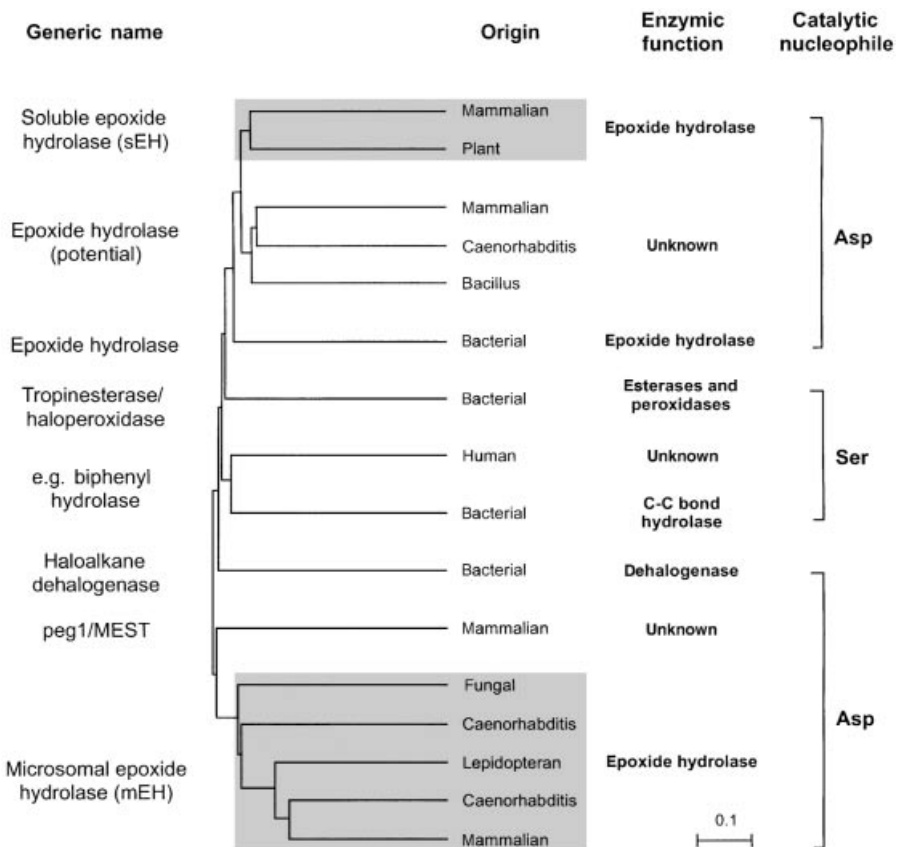 Generic name
Origin
Enzymic
function
Catalytic
nucleophile
Soluble epoxide
hydrolase (sEH)
Mammalian
Plant
Epoxide hydrolase
Epoxide hydrolase
(potential)
Mammalian
Caenorhabditis
Bacillus
Unknown
Asp
Epoxide hydrolase
Bacterial
Epoxide hydrolase
Tropinesterase/
haloperoxidase
Bacterial
Esterases and
peroxidases
e.g. biphenyl
hydrolase
Human
Unknown
Ser
Bacterial
C-C bond
hydrolase
Haloalkane
dehalogenase
Bacterial
Dehalogenase
peg1/MEST
Mammalian
Unknown
Microsomal epoxide
hydrolase (mEH)
Fungal
Caenorhabditis
Lepidopteran
Caenorhabditis
Mammalian
Epoxide hydrolase
Asp
0.1